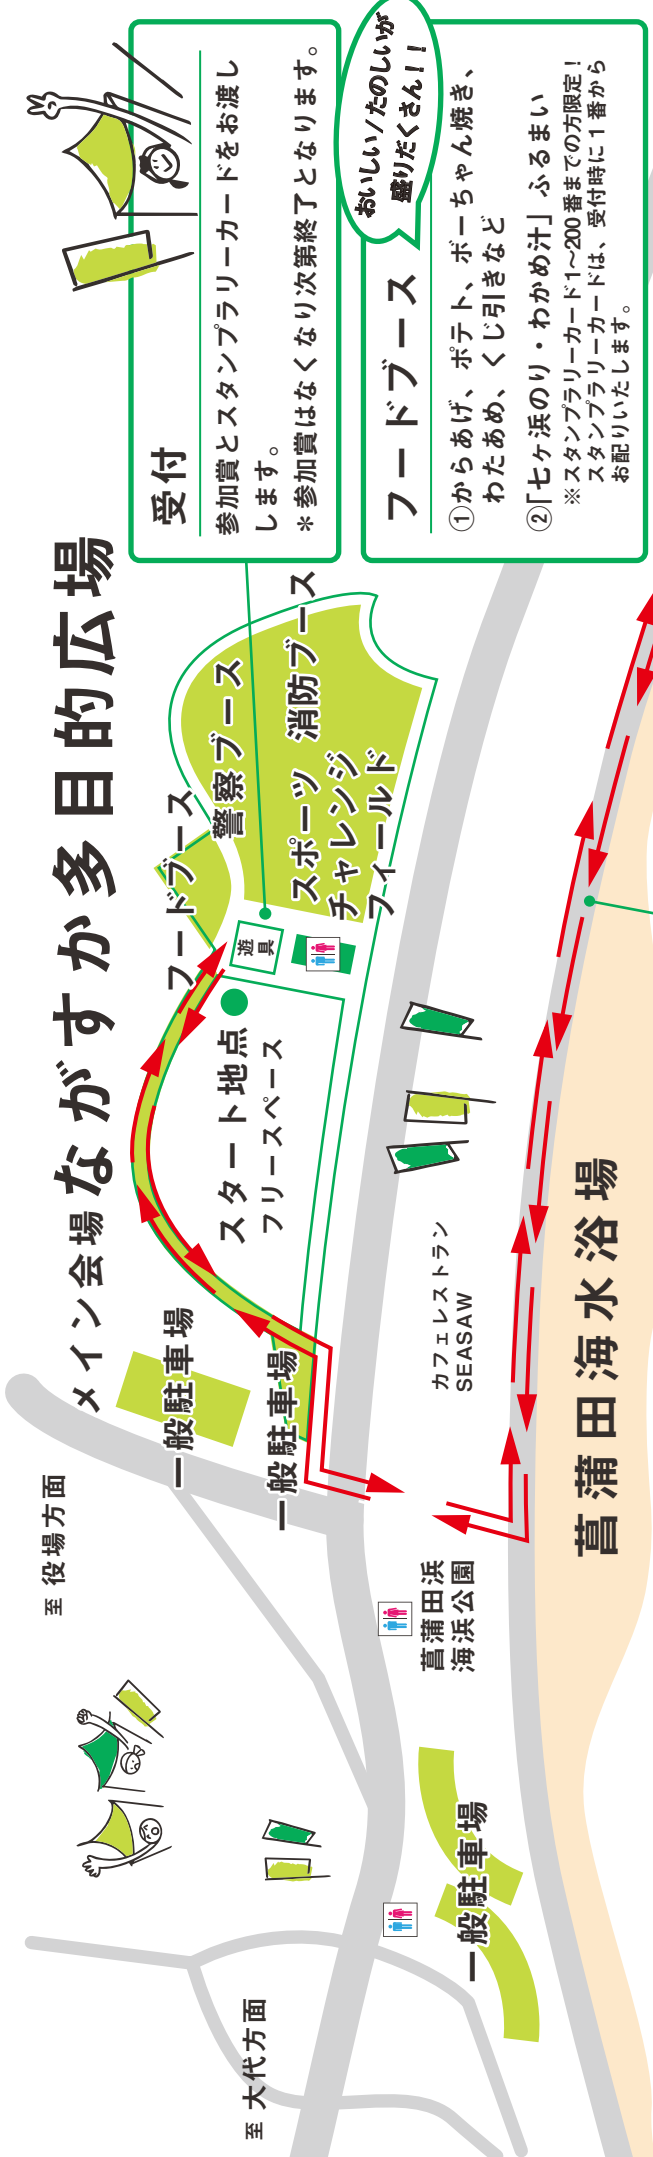 受付
参加賞とスタンプラリーカードをお渡し
します。
＊参加賞はなくなり次第終了となります。
おいしい/たのしいが
盛りだくさん！！
フードブース
①からあげ、ポテト、ボーちゃん焼き、
わたあめ、くじ引きなど
②「七ヶ浜のり・わかめ汁」ふるまい
※スタンプラリーカード1~200番までの方限定！
スタンプラリーカードは、受付時に1番から
お配りいたします。
メイン会場 ながすか多目的広場
フードブース
警察ブース
消防ブース
スポーツ
チャレンジ
フィールド
遊具
スタート地点
フリースペース
一般駐車場
一般駐車場
カフェレストラン
SEASAW
菖蒲田海水浴場
至 役場方面
菖蒲田浜
海浜公園
一般駐車場
至 大代方面